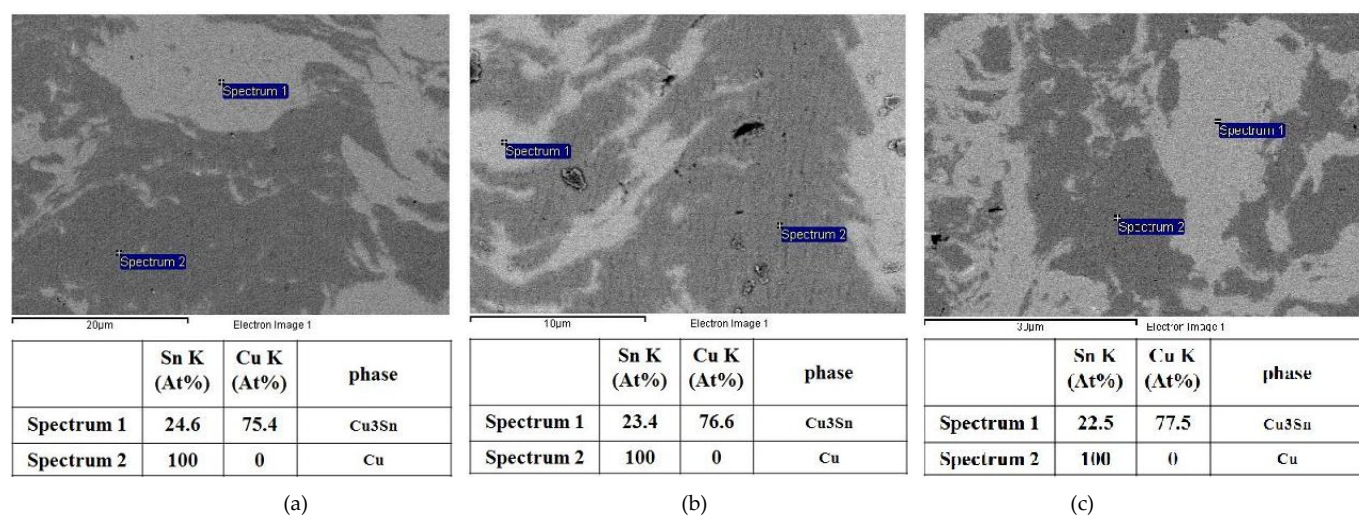 Spectrum 1
Spectrum 2
20µm Electron Image 1
Sn K (At%) Cu K (At%) phase
Spectrum 1 24.6 75.4 Cu3Sn
Spectrum 2 100 0 Cu
(a)
Spectrum 1
Spectrum 2
10µm Electron Image 1
Sn K (At%) Cu K (At%) phase
Spectrum 1 23.4 76.6 Cu3Sn
Spectrum 2 100 0 Cu
(b)
Spectrum 1
Spectrum 2
30µm Electron Image 1
Sn K (At%) Cu K (At%) phase
Spectrum 1 22.5 77.5 Cu3Sn
Spectrum 2 100 0 Cu
(c)